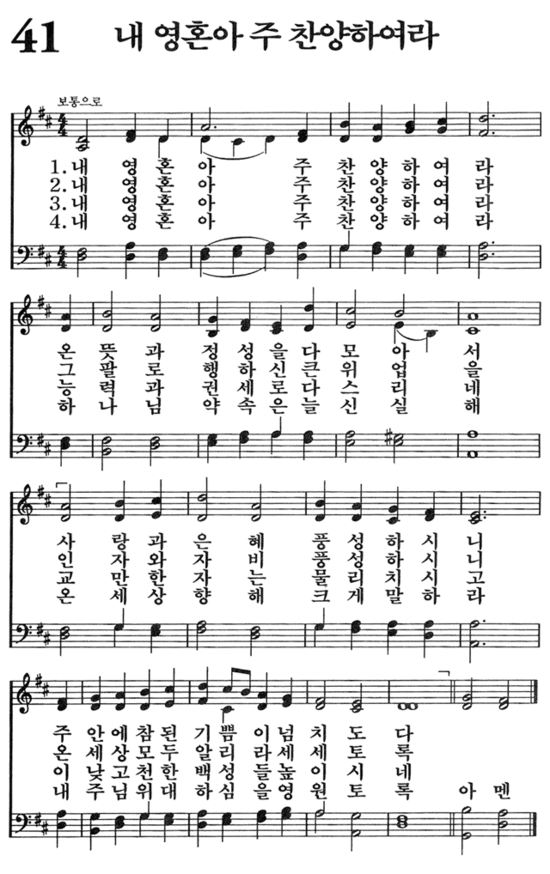 41 내 영혼아 주 찬양하여라
보통으로
1. 내 영혼아 주 찬양하여라
2. 내 영혼아 주 찬양하여라
3. 내 영혼아 주 찬양하여라
4. 내 영혼아 주 찬양하여라
온 뜻과 정성을 다 모아서
그 팔로 행하신 큰 위업을
능력과 권세로 다스리네
하나님 약속은 늘 신실해
사랑과 은혜 풍성하시니
인자와 자비 풍성하시니
교만한 자는 물리치시고
온 세상 향해 크게 말하라
주 안에 참된 기쁨이 넘치도다
온 세상 모두 알리라 세세토록
이 낮고 천한 백성들 높이시네
내 주님 위대하심을 영원토록 아멘